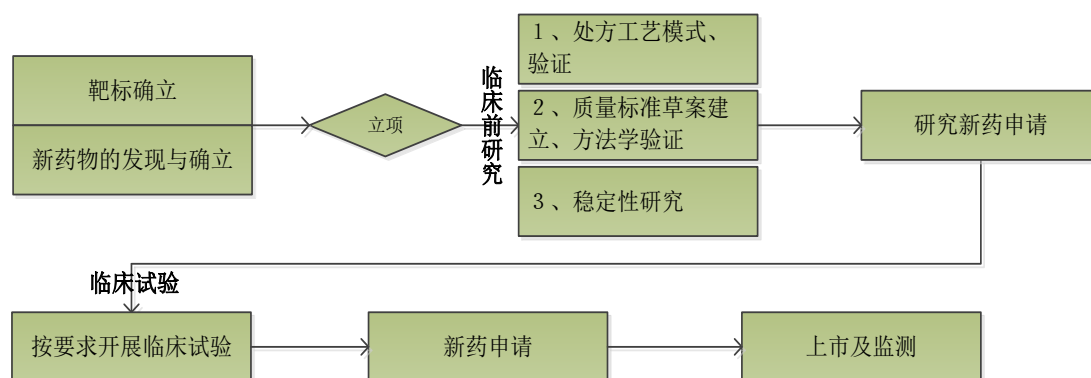 靶标确立
新药物的发现与确立
立项
临床前研究
1、处方工艺模式、
验证
2、质量标准草案建
立、方法学验证
3、稳定性研究
研究新药申请
临床试验
按要求开展临床试验
新药申请
上市及监测